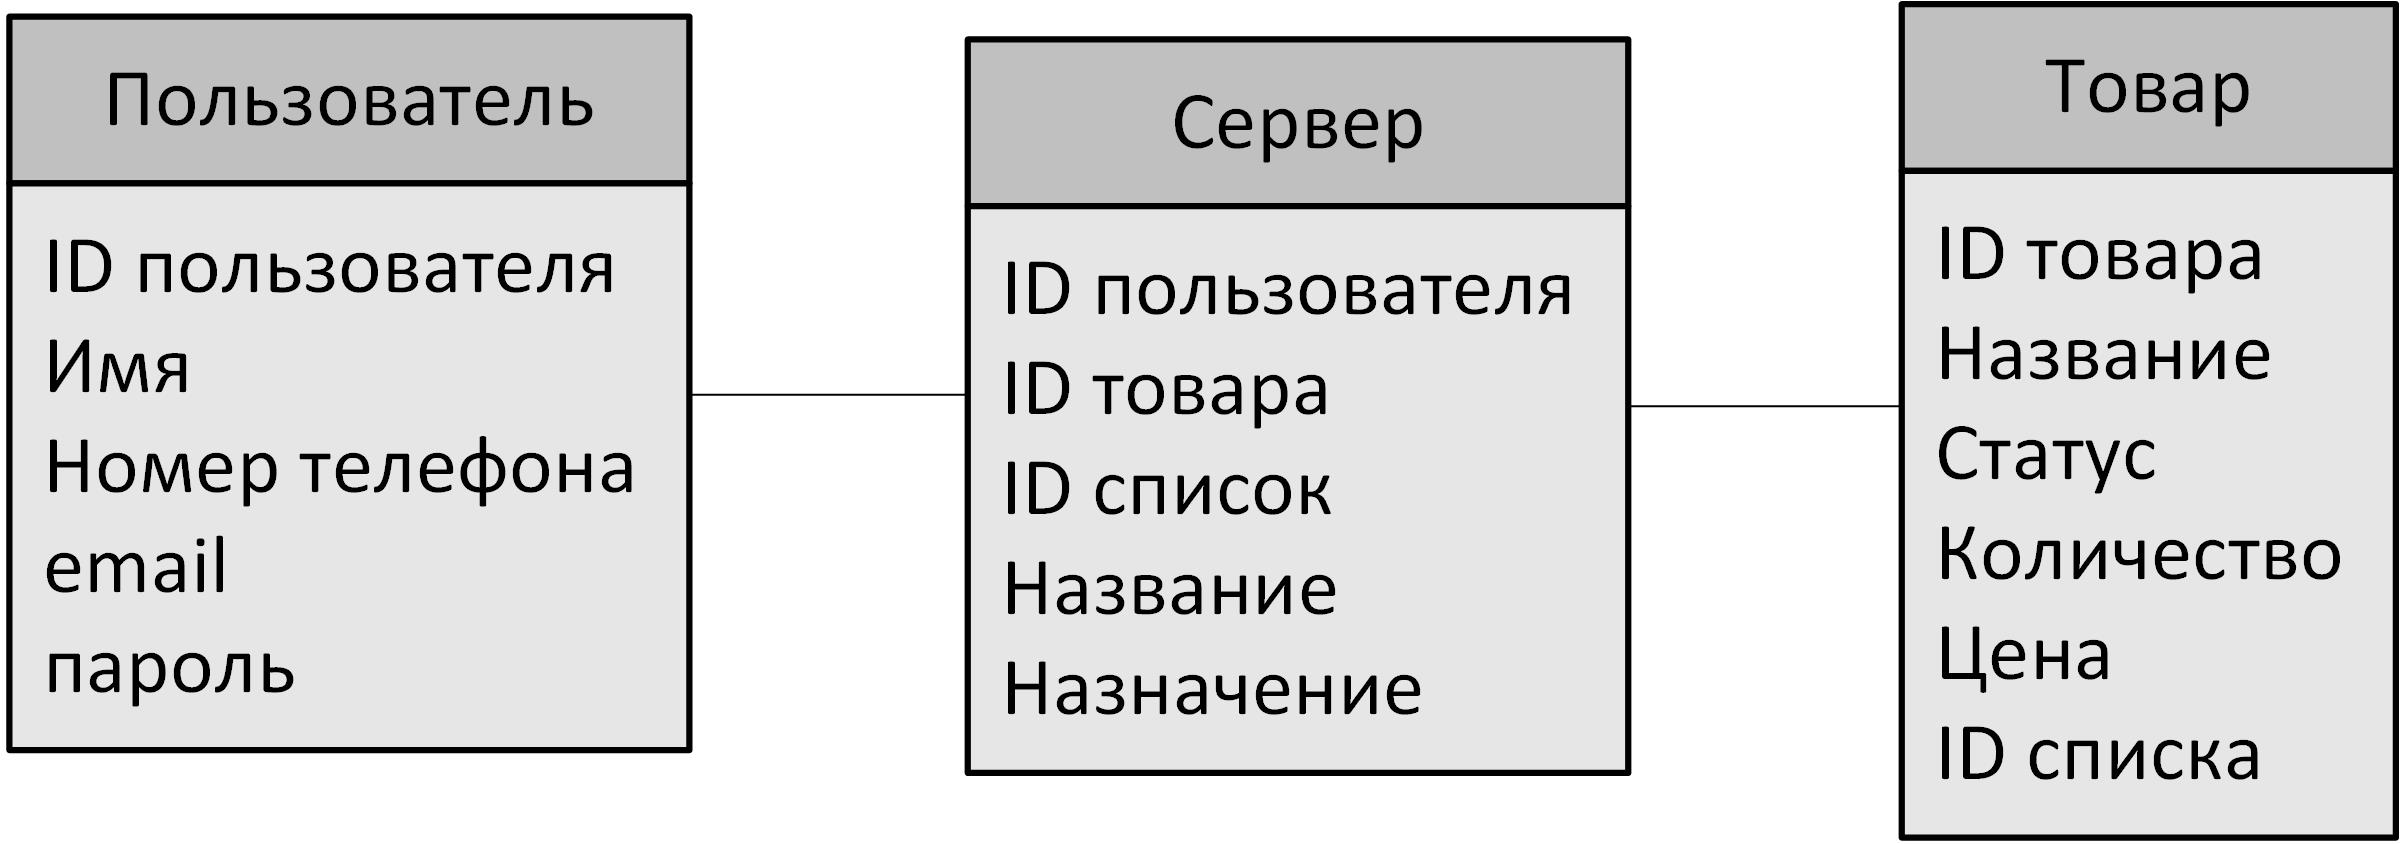 Пользователь
ID пользователя
Имя
Номер телефона
email
пароль
Сервер
ID пользователя
ID товара
ID список
Название
Назначение
Товар
ID товара
Название
Статус
Количество
Цена
ID списка